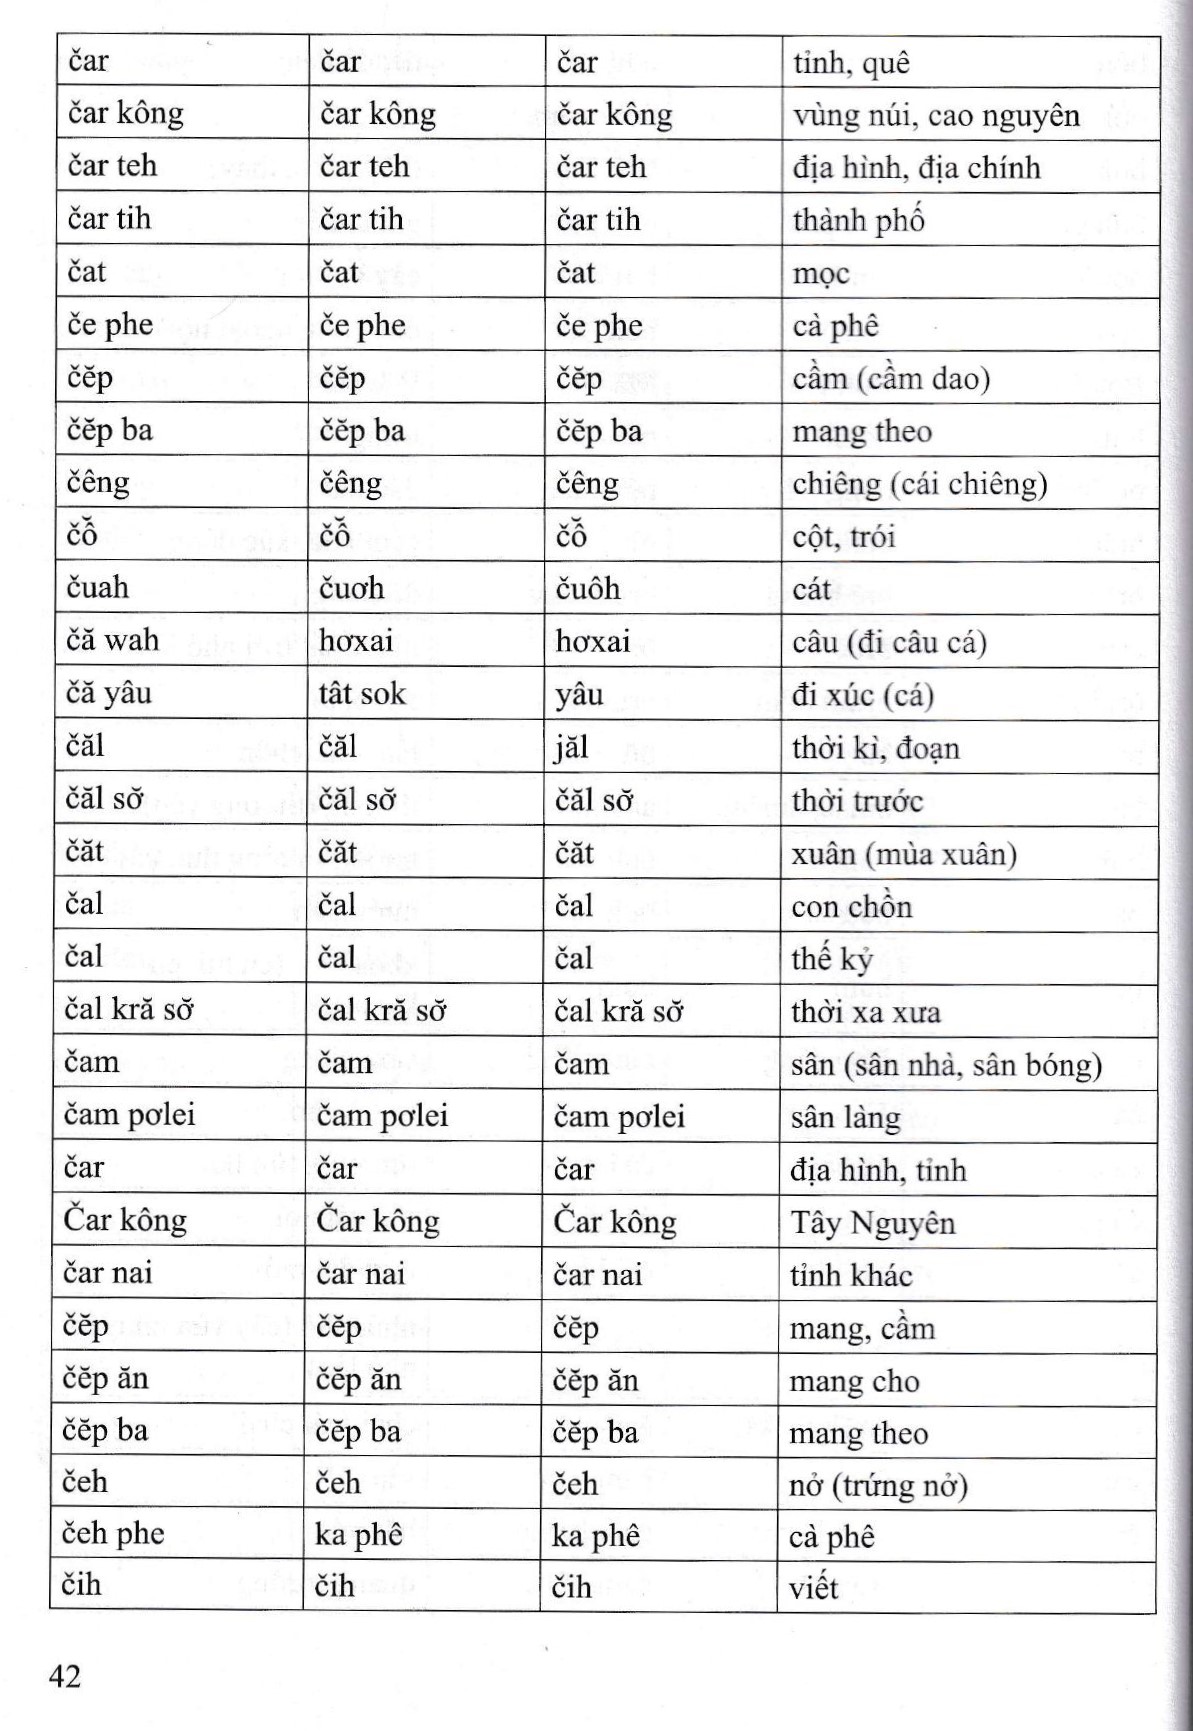 čar čar čar tỉnh, quê
čar kông čar kông čar kông vùng núi, cao nguyên
čar teh čar teh čar teh địa hình, địa chính
čar tih čar tih čar tih thành phố
čat čat čat mọc
če phe če phe če phe cà phê
čĕp čĕp čĕp cầm (cầm dao)
čĕp ba čĕp ba čĕp ba mang theo
čêng čêng čêng chiêng (cái chiêng)
čô̆ čô̆ čô̆ cột, trói
čuah čuơh čuôh cát
čă wah hơxai hơxai câu (đi câu cá)
čă yâu tât sok yâu đi xúc (cá)
čăl čăl jăl thời kì, đoạn
čăl sơ̆ čăl sơ̆ čăl sơ̆ thời trước
čăt čăt čăt xuân (mùa xuân)
čal čal čal con chồn
čal čal čal thế kỷ
čal kră sơ̆ čal kră sơ̆ čal kră sơ̆ thời xa xưa
čam čam čam sân (sân nhà, sân bóng)
čam pơlei čam pơlei čam pơlei sân làng
čar čar čar địa hình, tỉnh
Čar kông Čar kông Čar kông Tây Nguyên
čar nai čar nai čar nai tỉnh khác
čĕp čĕp čĕp mang, cầm
čĕp ăn čĕp ăn čĕp ăn mang cho
čĕp ba čĕp ba čĕp ba mang theo
čeh čeh čeh nở (trứng nở)
čeh phe ka phê ka phê cà phê
čih čih čih viết
42